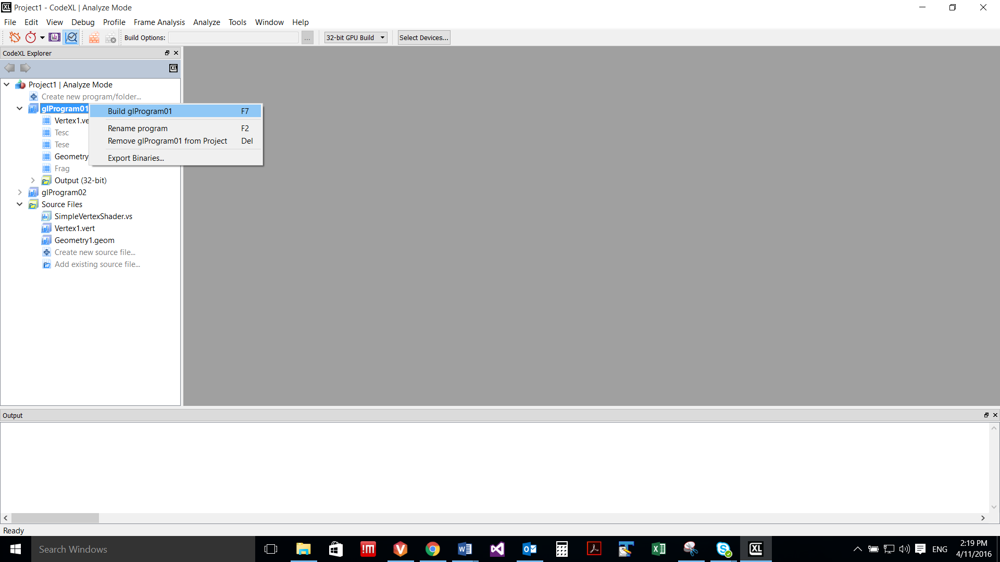 XL Project1 - CodeXL | Analyze Mode
File Edit View Debug Profile Frame Analysis Analyze Tools Window Help
Build Options: ... 32-bit GPU Build Select Devices...
CodeXL Explorer
XL
Project1 | Analyze Mode
Create new program/folder...
glProgram01
Build glProgram01 F7
Vertex1.ve
Rename program F2
Tesc
Remove glProgram01 from Project Del
Tese
Geometry
Export Binaries...
Frag
Output (32-bit)
glProgram02
Source Files
SimpleVertexShader.vs
Vertex1.vert
Geometry1.geom
Create new source file...
Add existing source file...
Output
Ready
Search Windows
ENG
2:19 PM
4/11/2016